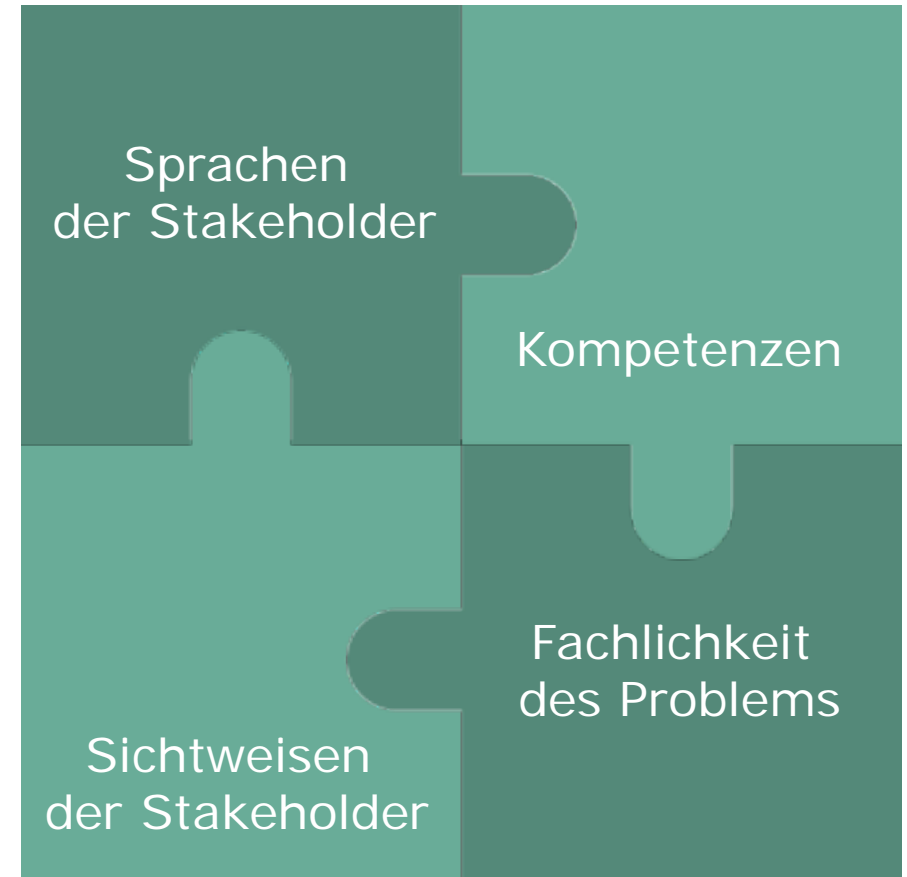 Sprachen
der Stakeholder
Kompetenzen
Sichtweisen
der Stakeholder
Fachlichkeit
des Problems